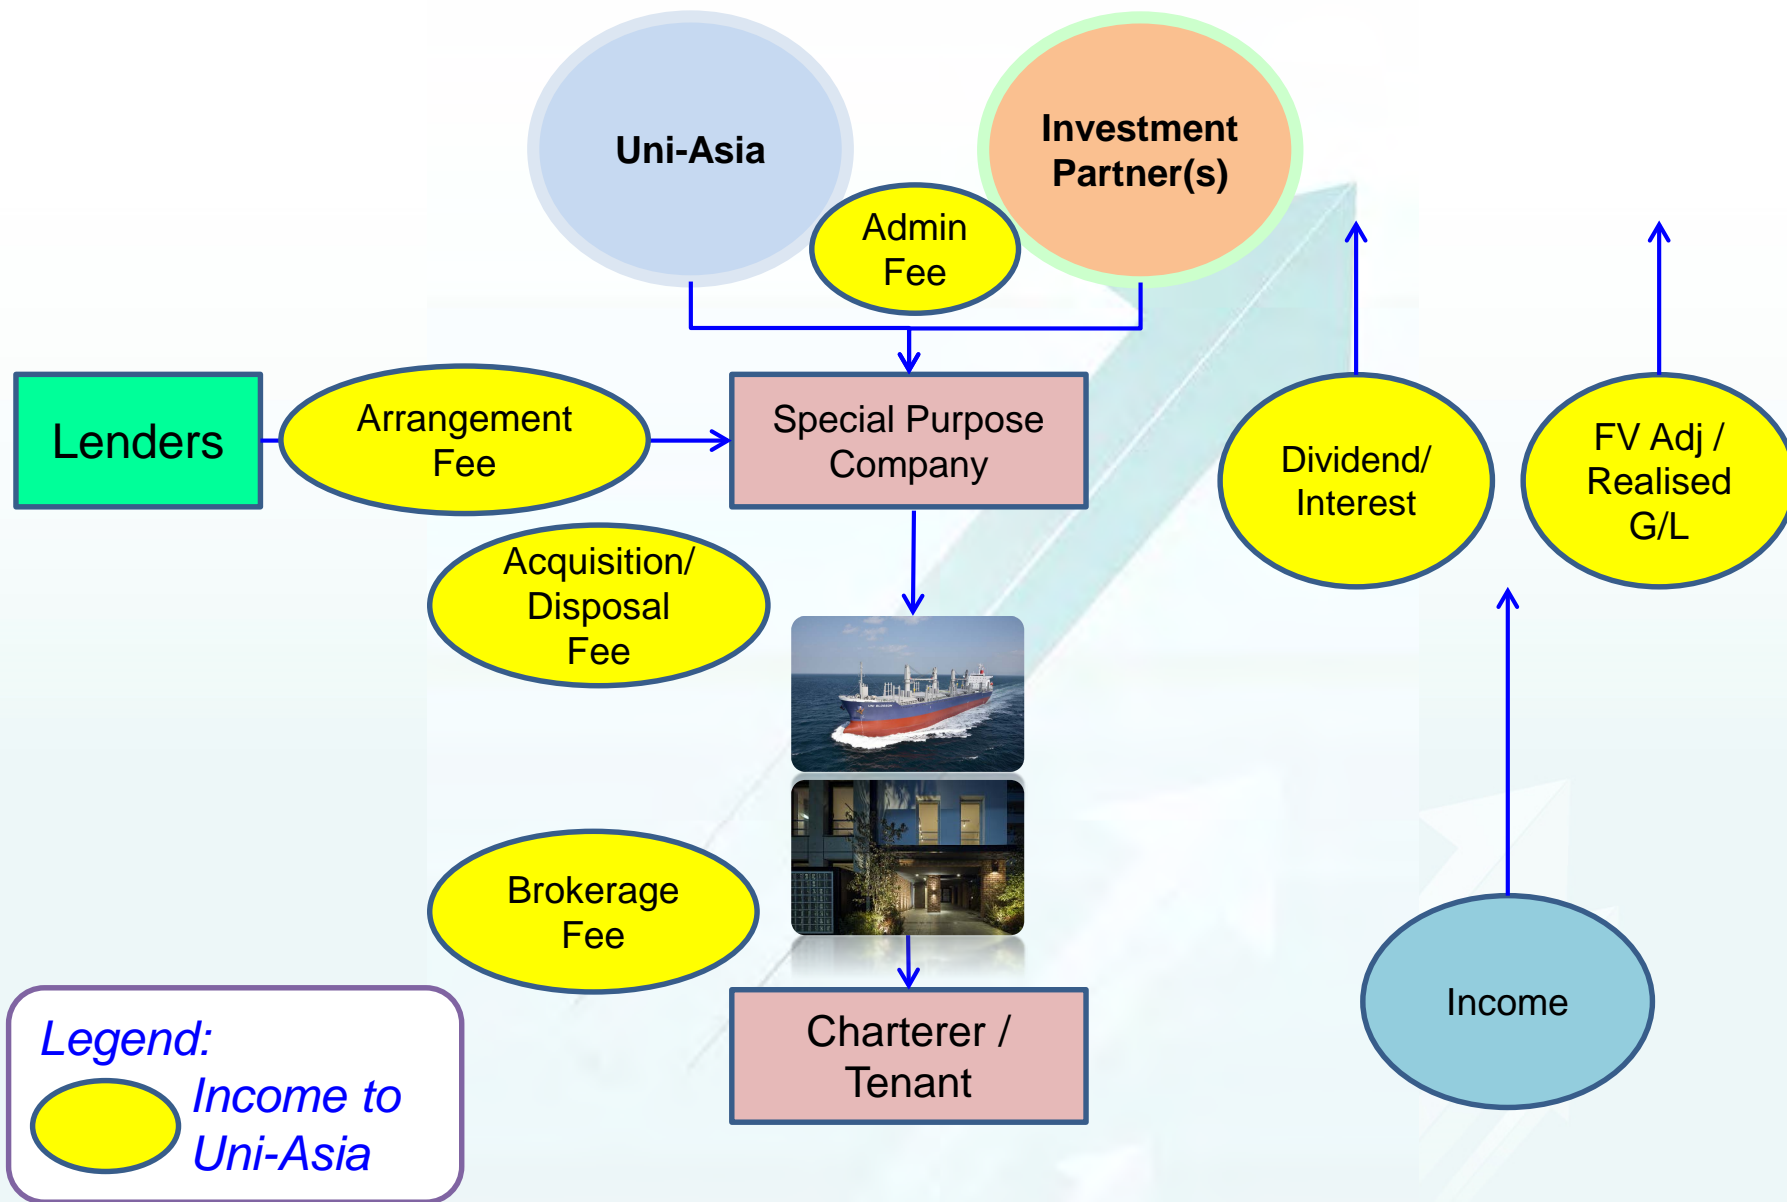 Uni-Asia
Investment
Partner(s)
Admin
Fee
Lenders
Arrangement
Fee
Special Purpose
Company
Dividend/
Interest
FV Adj /
Realised
G/L
Acquisition/
Disposal
Fee
Brokerage
Fee
Income
Charterer /
Tenant
Legend:
Income to
Uni-Asia